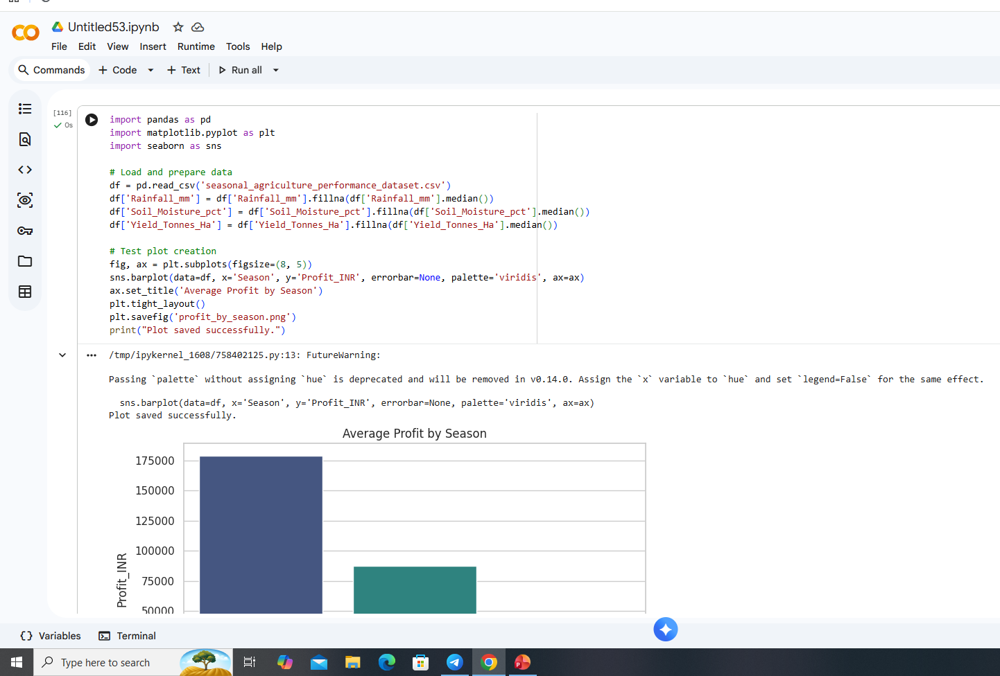 Untitled53.ipynb
File Edit View Insert Runtime Tools Help
Commands + Code + Text Run all
[116]
0s
import pandas as pd
import matplotlib.pyplot as plt
import seaborn as sns
# Load and prepare data
df = pd.read_csv('seasonal_agriculture_performance_dataset.csv')
df['Rainfall_mm'] = df['Rainfall_mm'].fillna(df['Rainfall_mm'].median())
df['Soil_Moisture_pct'] = df['Soil_Moisture_pct'].fillna(df['Soil_Moisture_pct'].median())
df['Yield_Tonnes_Ha'] = df['Yield_Tonnes_Ha'].fillna(df['Yield_Tonnes_Ha'].median())
# Test plot creation
fig, ax = plt.subplots(figsize=(8, 5))
sns.barplot(data=df, x='Season', y='Profit_INR', errorbar=None, palette='viridis', ax=ax)
ax.set_title('Average Profit by Season')
plt.tight_layout()
plt.savefig('profit_by_season.png')
print("Plot saved successfully.")
/tmp/ipykernel_1608/758402125.py:13: FutureWarning:
Passing `palette` without assigning `hue` is deprecated and will be removed in v0.14.0. Assign the `x` variable to `hue` and set `legend=False` for the same effect.
sns.barplot(data=df, x='Season', y='Profit_INR', errorbar=None, palette='viridis', ax=ax)
Plot saved successfully.
Average Profit by Season
175000
150000
125000
100000
75000
50000
Profit_INR
Variables Terminal
Type here to search